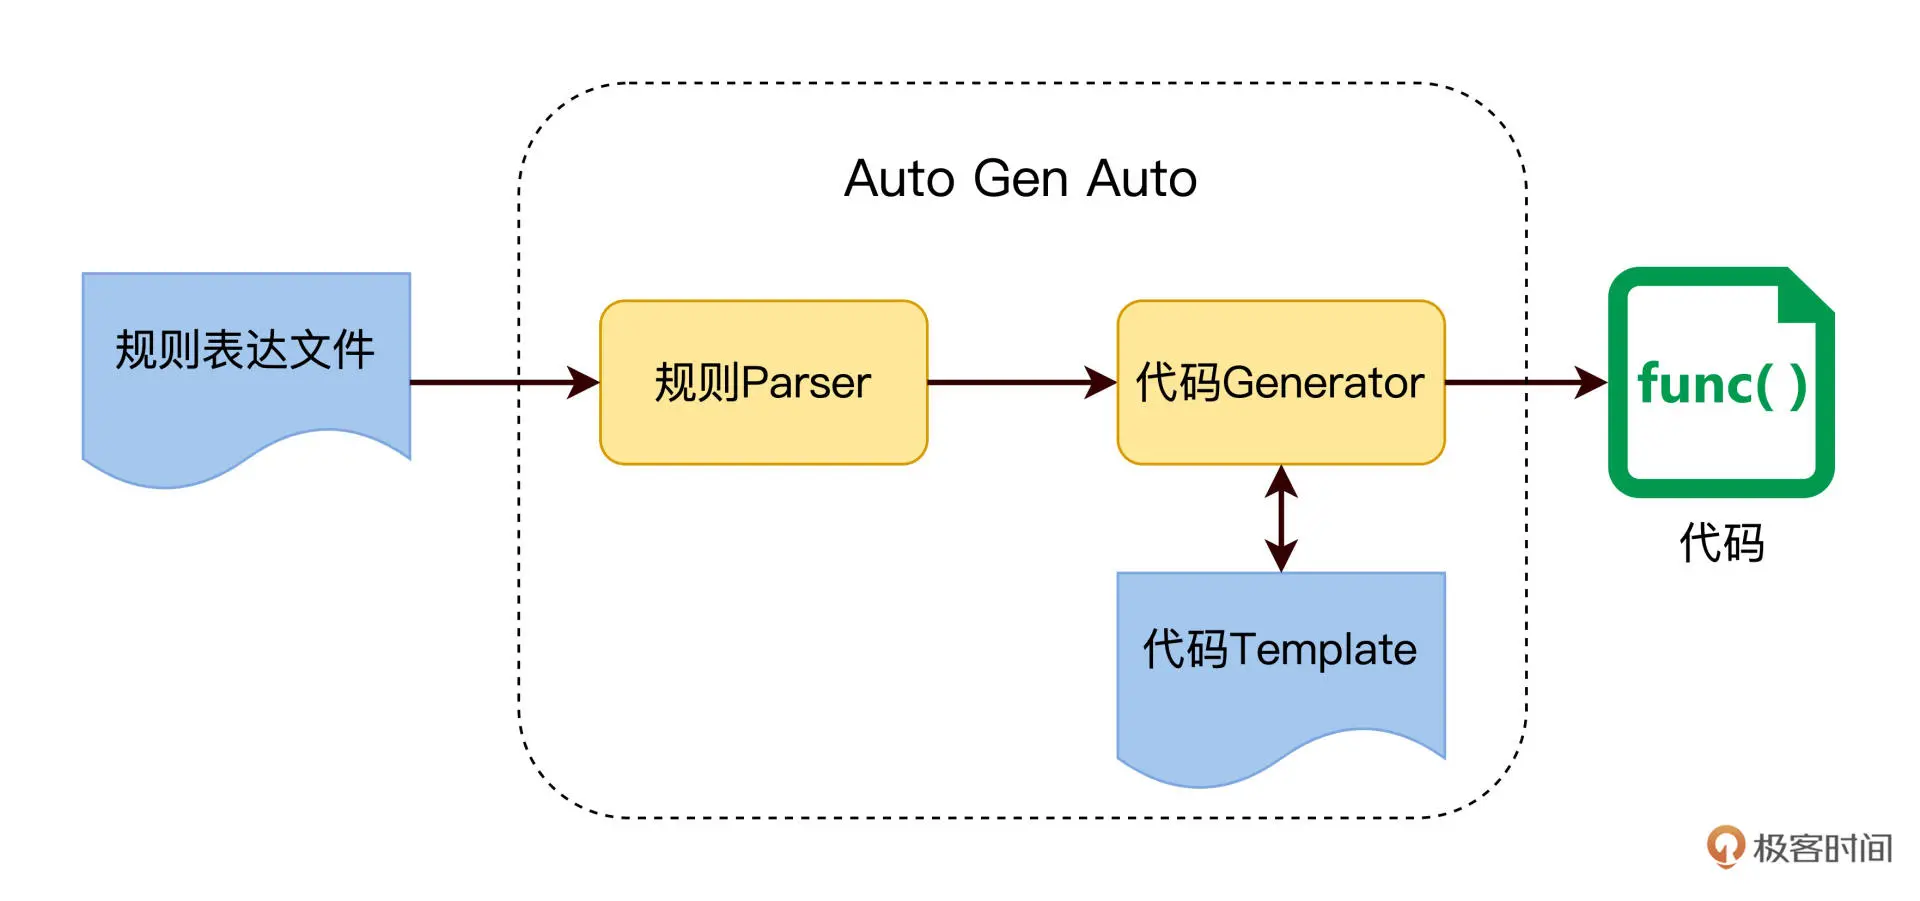 Auto Gen Auto
规则表达文件
规则Parser
代码Generator
func( )
代码
代码Template
极客时间